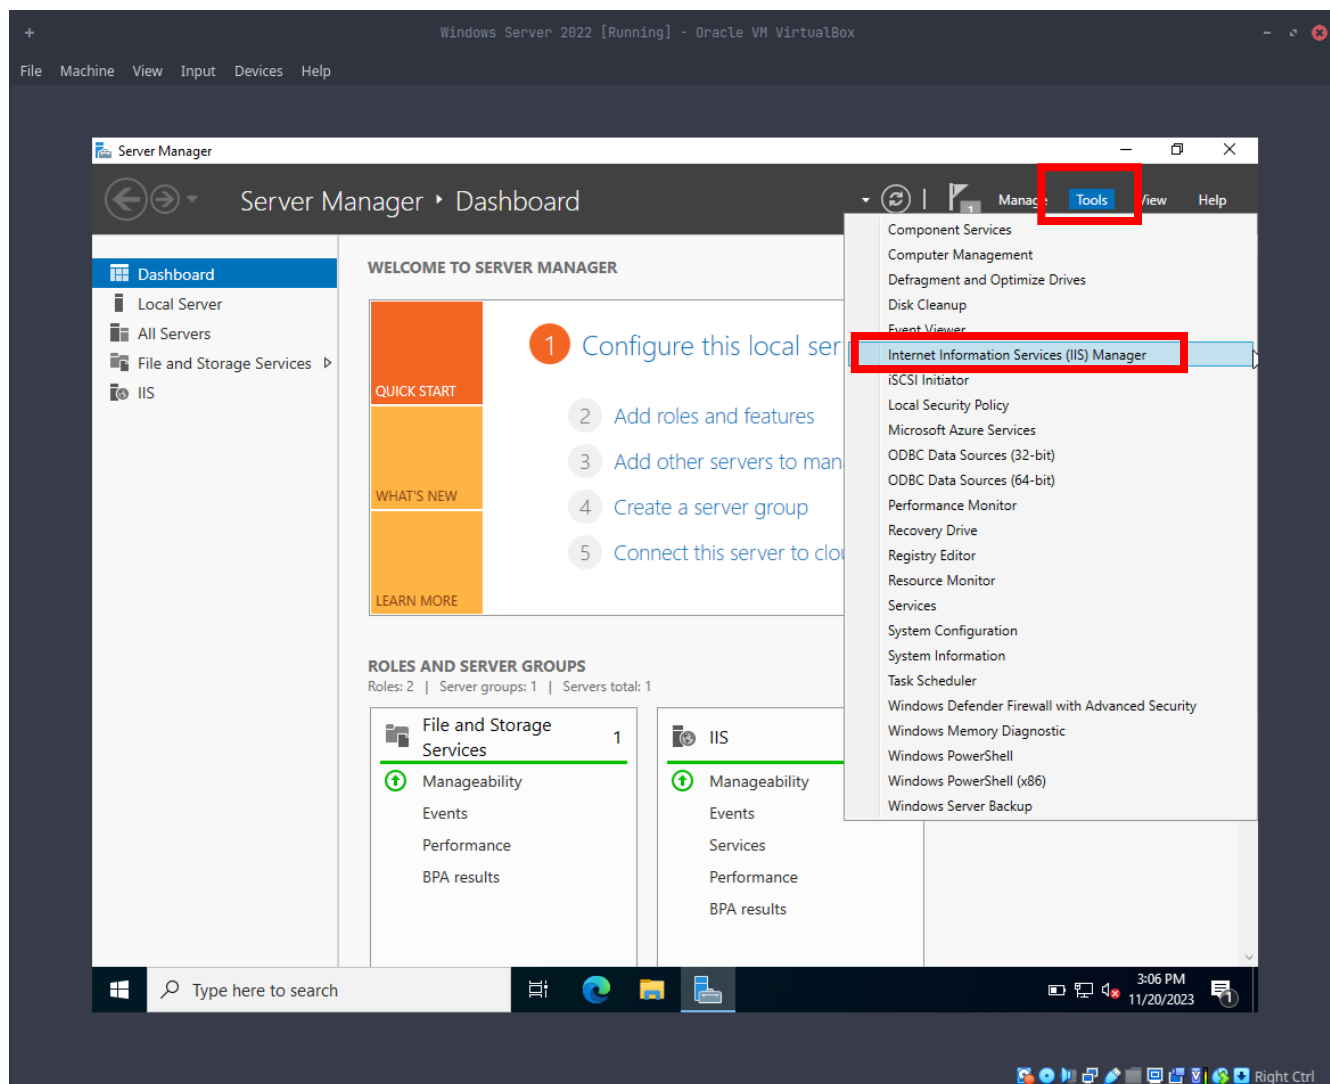 Windows Server 2022 [Running] - Oracle VM VirtualBox
File Machine View Input Devices Help
Server Manager
Server Manager Dashboard
1
Manage Tools View Help
Dashboard
Local Server
All Servers
File and Storage Services
IIS
WELCOME TO SERVER MANAGER
QUICK START
WHAT'S NEW
LEARN MORE
1 Configure this local ser
2 Add roles and features
3 Add other servers to man
4 Create a server group
5 Connect this server to clou
Component Services
Computer Management
Defragment and Optimize Drives
Disk Cleanup
Event Viewer
Internet Information Services (IIS) Manager
iSCSI Initiator
Local Security Policy
Microsoft Azure Services
ODBC Data Sources (32-bit)
ODBC Data Sources (64-bit)
Performance Monitor
Recovery Drive
Registry Editor
Resource Monitor
Services
System Configuration
System Information
Task Scheduler
Windows Defender Firewall with Advanced Security
Windows Memory Diagnostic
Windows PowerShell
Windows PowerShell (x86)
Windows Server Backup
ROLES AND SERVER GROUPS
Roles: 2 | Server groups: 1 | Servers total: 1
File and Storage
Services
1
Manageability
Events
Performance
BPA results
IIS
Manageability
Events
Services
Performance
BPA results
Type here to search
3:06 PM
11/20/2023
1
Right Ctrl